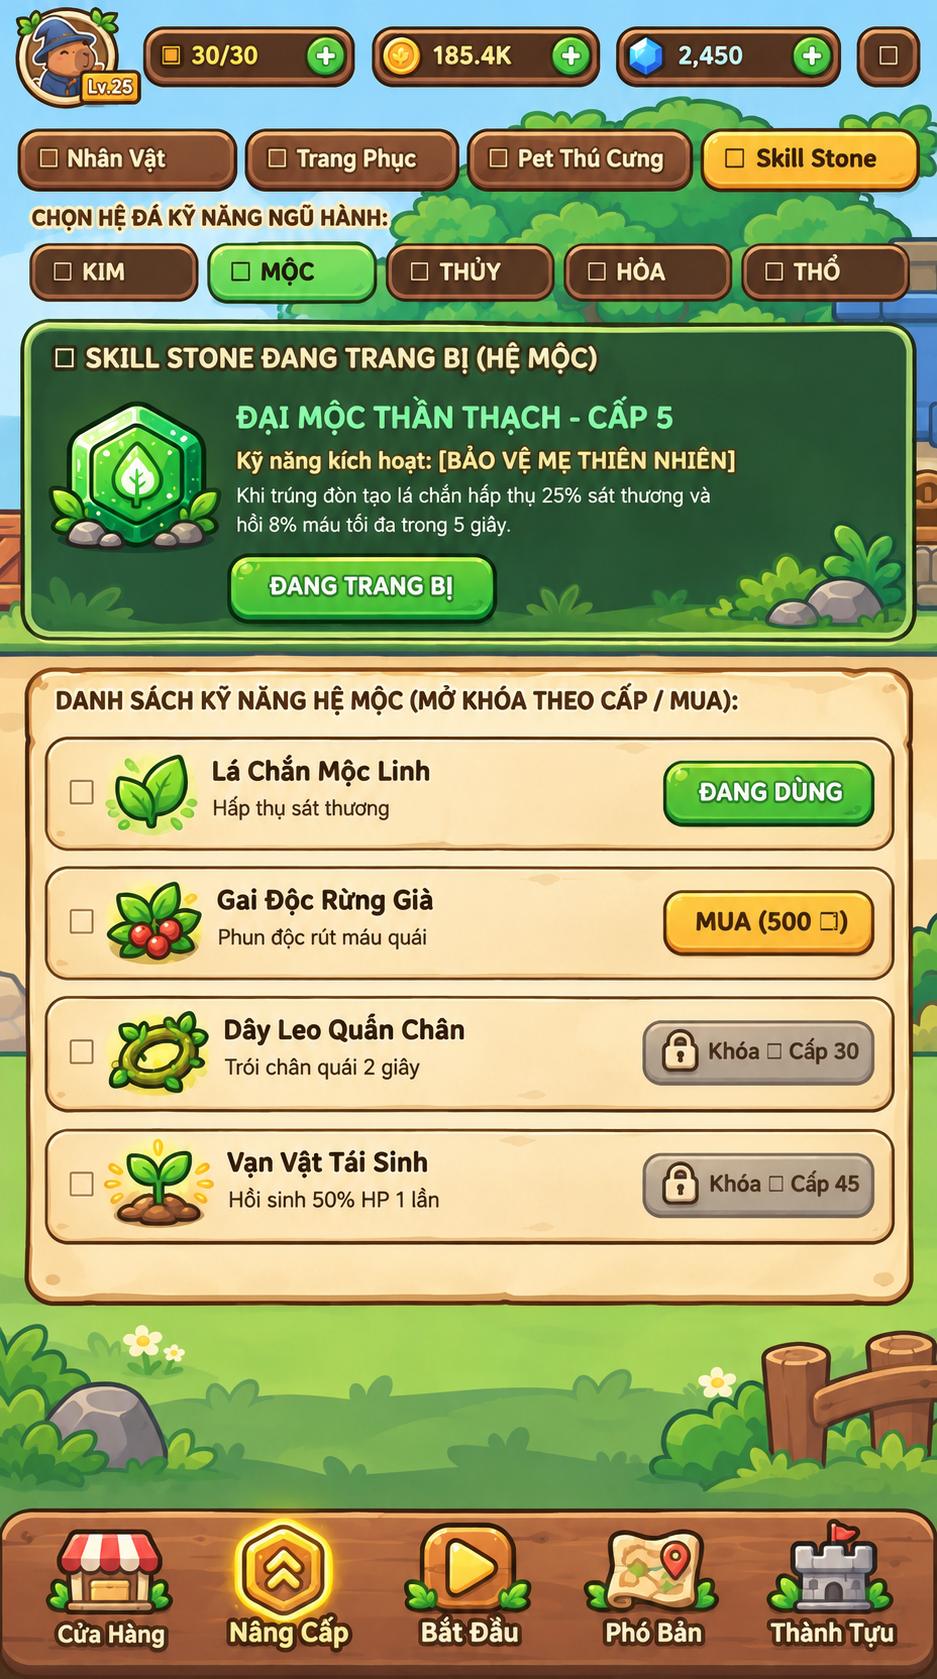 Lv.25
30/30
185.4K
2,450
Nhân Vật
Trang Phục
Pet Thú Cưng
Skill Stone
CHỌN HỆ ĐÁ KỸ NĂNG NGŨ HÀNH:
KIM
MỘC
THỦY
HỎA
THỔ
SKILL STONE ĐANG TRANG BỊ (HỆ MỘC)
ĐẠI MỘC THẦN THẠCH - CẤP 5
Kỹ năng kích hoạt: [BẢO VỆ MẸ THIÊN NHIÊN]
Khi trúng đòn tạo lá chắn hấp thụ 25% sát thương và
hồi 8% máu tối đa trong 5 giây.
ĐANG TRANG BỊ
DANH SÁCH KỸ NĂNG HỆ MỘC (MỞ KHÓA THEO CẤP / MUA):
Lá Chắn Mộc Linh
Hấp thụ sát thương
ĐANG DÙNG
Gai Độc Rừng Già
Phun độc rút máu quái
MUA (500 □)
Dây Leo Quấn Chân
Trói chân quái 2 giây
Khóa □ Cấp 30
Vạn Vật Tái Sinh
Hồi sinh 50% HP 1 lần
Khóa □ Cấp 45
Cửa Hàng
Nâng Cấp
Bắt Đầu
Phó Bản
Thành Tựu